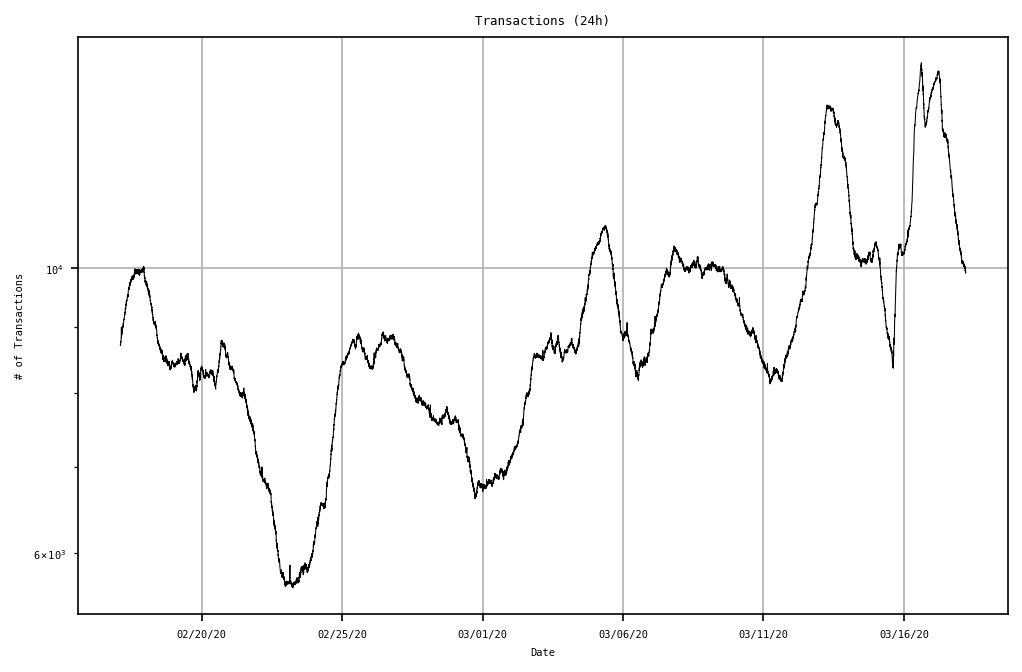 Transactions (24h)
# of Transactions
10⁴
6×10³
02/20/20 02/25/20 03/01/20 03/06/20 03/11/20 03/16/20
Date